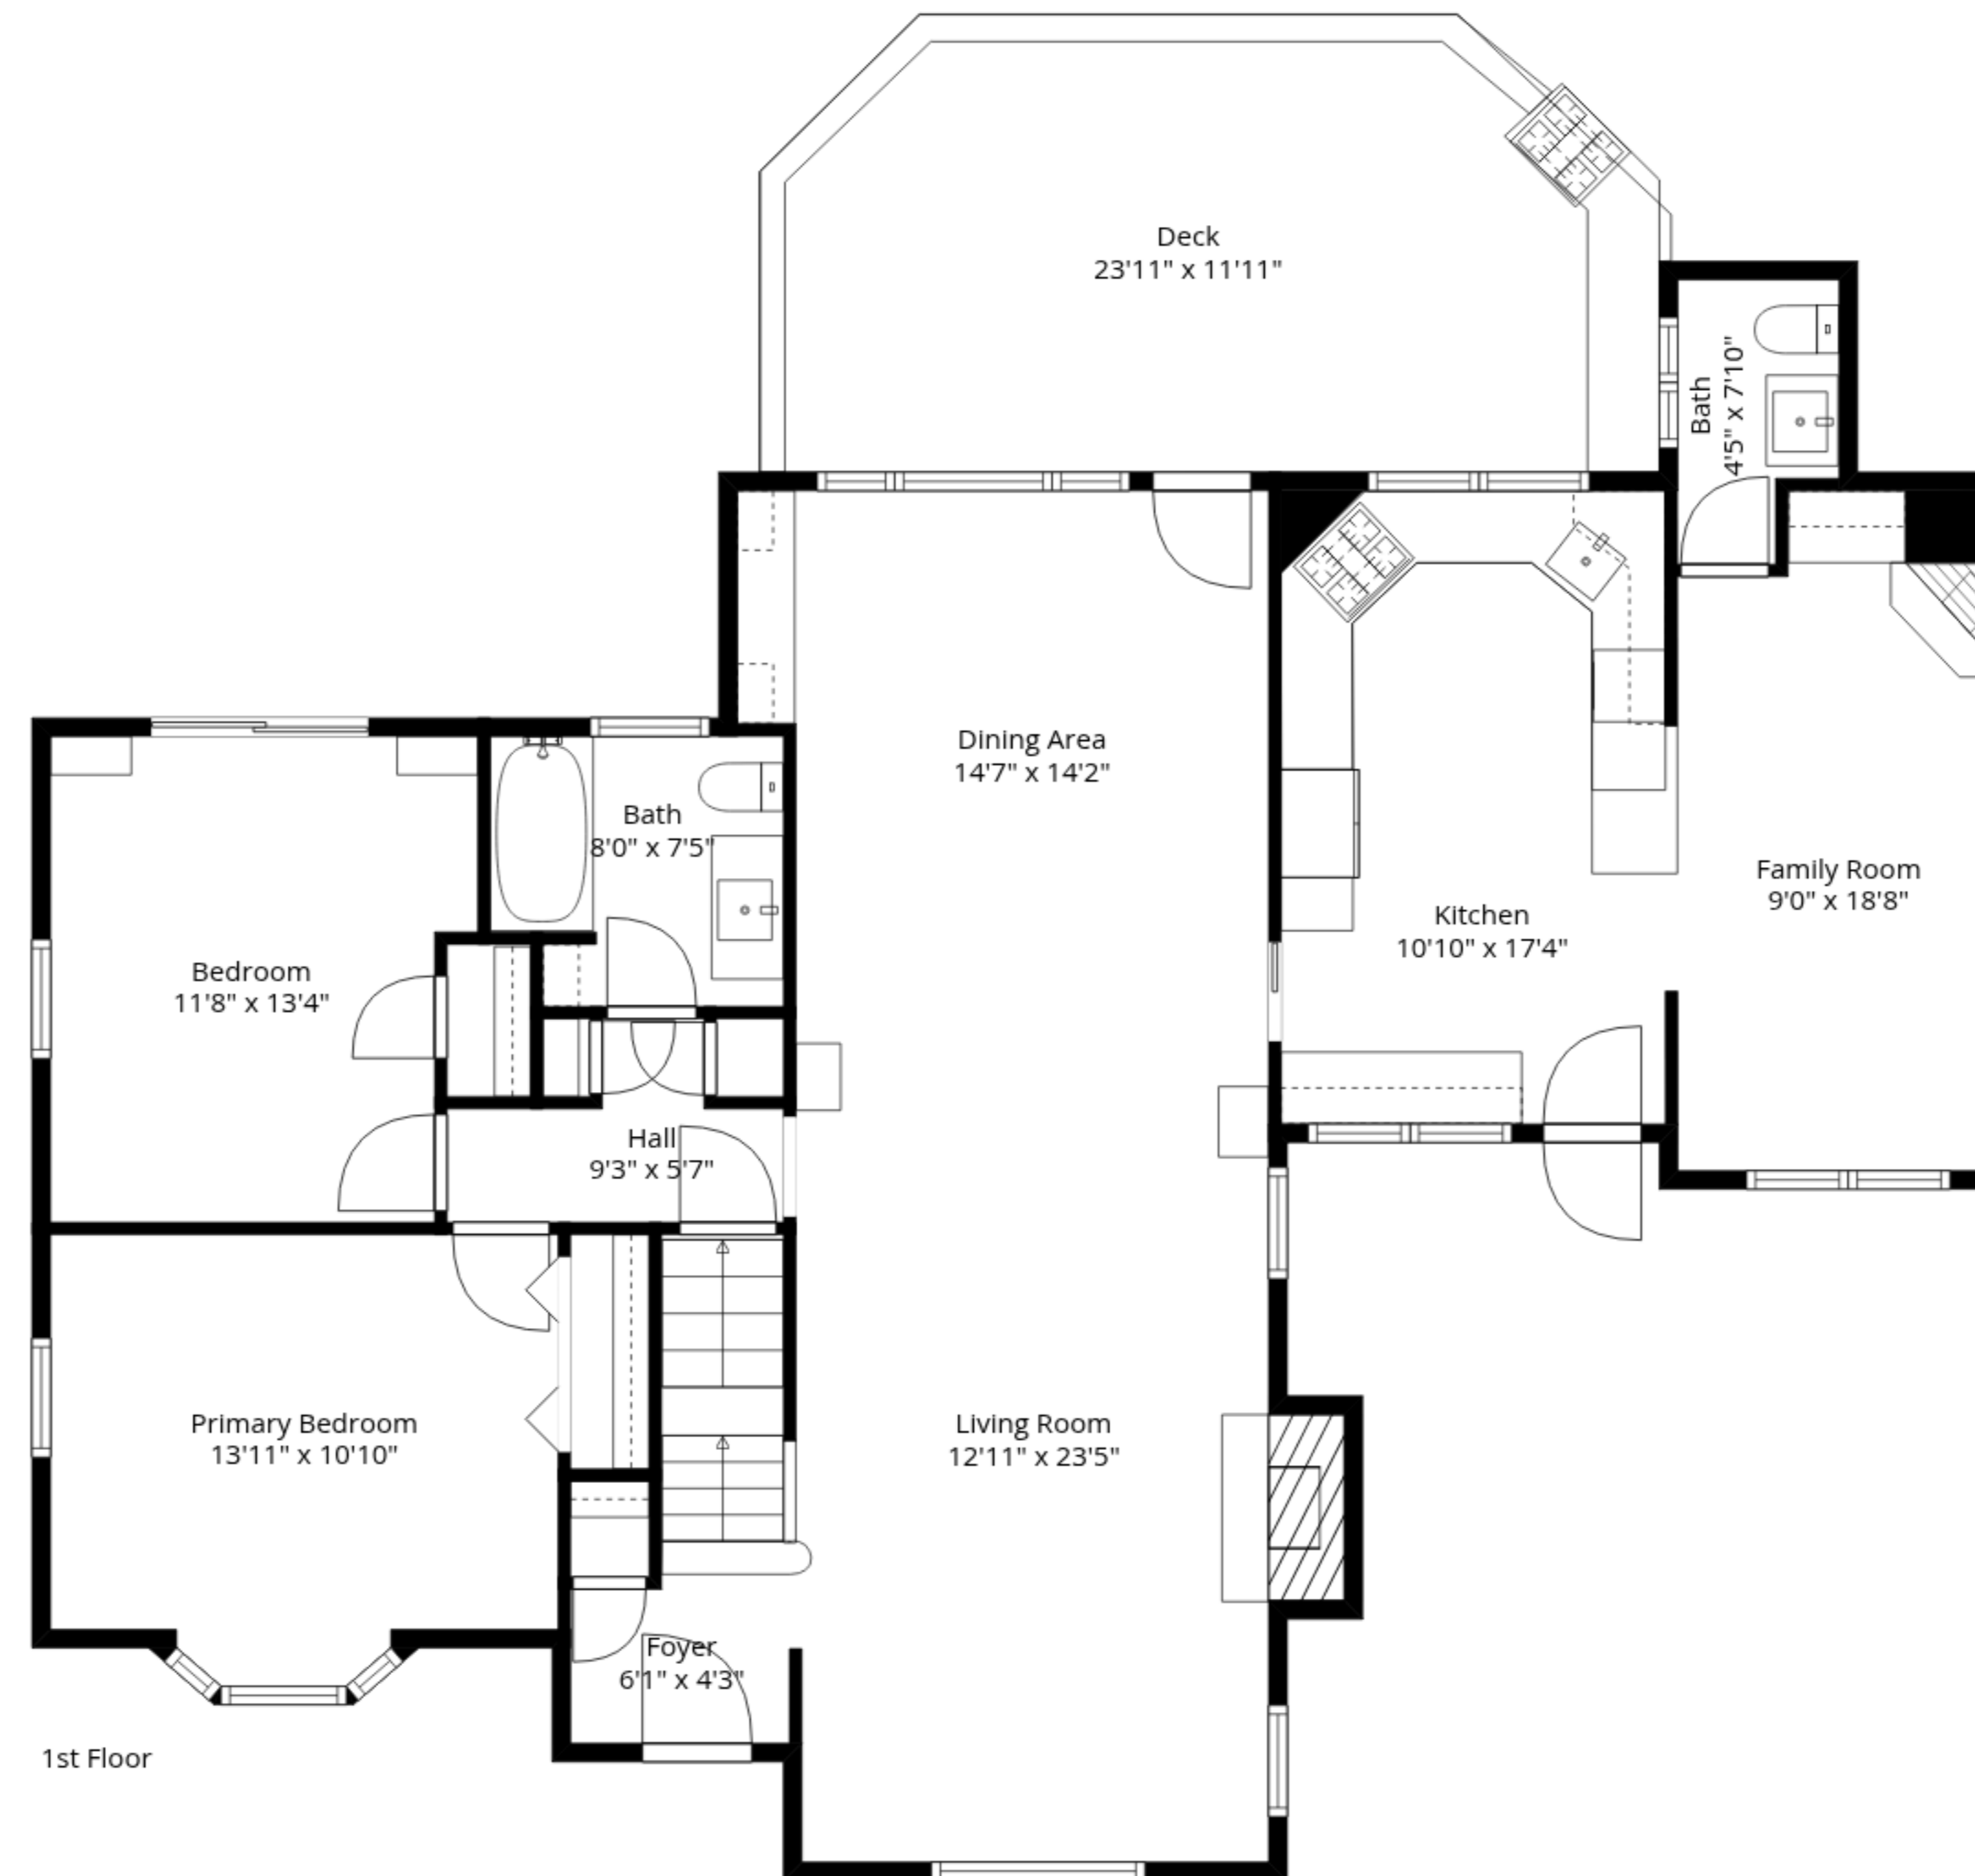 Deck
23'11" x 11'11"
Bath
4'5" x 7'10"
Dining Area
14'7" x 14'2"
Bath
8'0" x 7'5"
Family Room
9'0" x 18'8"
Kitchen
10'10" x 17'4"
Bedroom
11'8" x 13'4"
Hall
9'3" x 5'7"
Primary Bedroom
13'11" x 10'10"
Living Room
12'11" x 23'5"
Foyer
6'1" x 4'3"
1st Floor